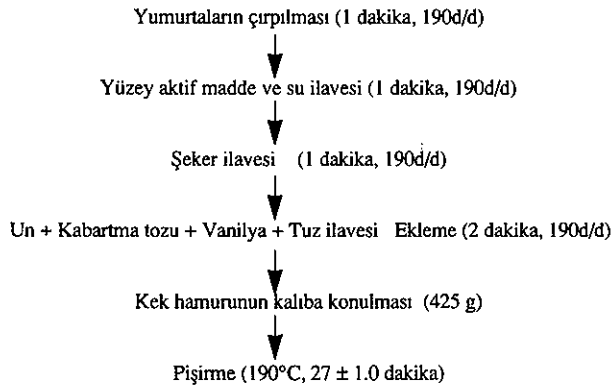 Yumurtaların çırpılması (1 dakika, 190d/d)
Yüzey aktif madde ve su ilavesi (1 dakika, 190d/d)
Şeker ilavesi (1 dakika, 190d/d)
Un + Kabartma tozu + Vanilya + Tuz ilavesi Ekleme (2 dakika, 190d/d)
Kek hamurunun kalıba konulması (425 g)
Pişirme (190°C, 27 ± 1.0 dakika)